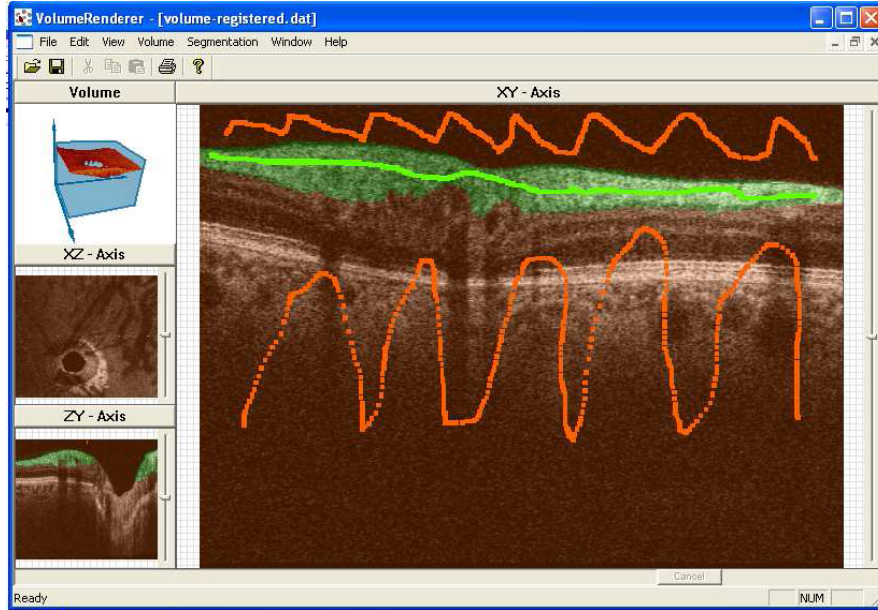 VolumeRenderer - [volume-registered.dat]
File Edit View Volume Segmentation Window Help
Volume
XY - Axis
XZ - Axis
ZY - Axis
Cancel
Ready
NUM